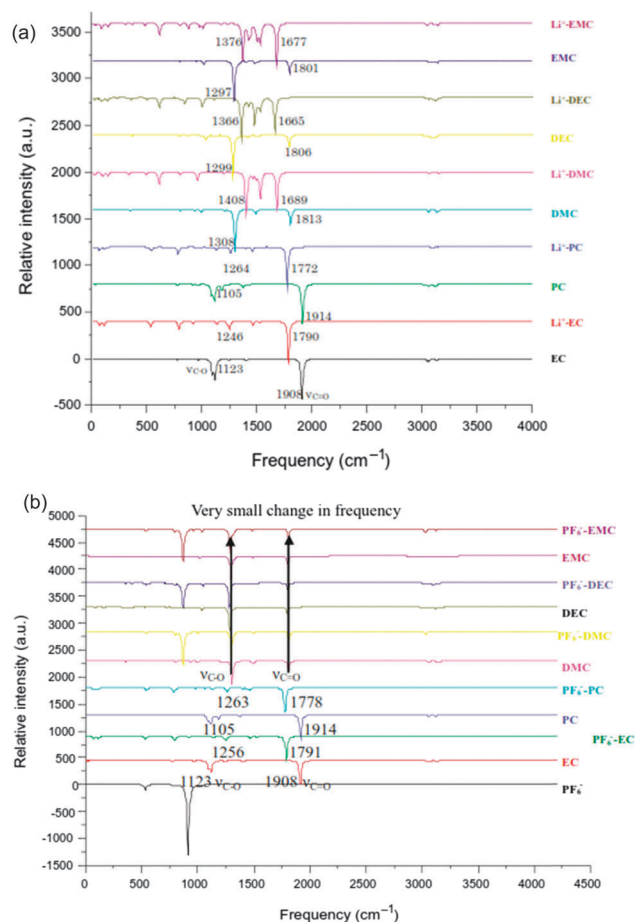 (a)
Li⁺-EMC
1376
1677
EMC
1801
1297
Li⁺-DEC
1366
1665
DEC
1806
1299
Li⁺-DMC
1408
1689
DMC
1813
1308
Li⁺-PC
1264
1772
PC
1105
1914
Li⁺-EC
1246
1790
EC
νC-O 1123
1908 νC=O
3500
3000
2500
2000
1500
1000
500
0
-500
Relative intensity (a.u.)
0 500 1000 1500 2000 2500 3000 3500 4000
Frequency (cm⁻¹)
(b)
Very small change in frequency
PF₆⁻-EMC
EMC
PF₆⁻-DEC
DEC
PF₆⁻-DMC
DMC
νC-O νC=O
PF₆⁻-PC
1263 1778
PC
1105 1914
PF₆⁻-EC
1256 1791
EC
1123 νC-O 1908 νC=O
PF₆⁻
5000
4500
4000
3500
3000
2500
2000
1500
1000
500
0
-500
-1000
-1500
Relative intensity (a.u.)
0 500 1000 1500 2000 2500 3000 3500 4000 4500
Frequency (cm⁻¹)